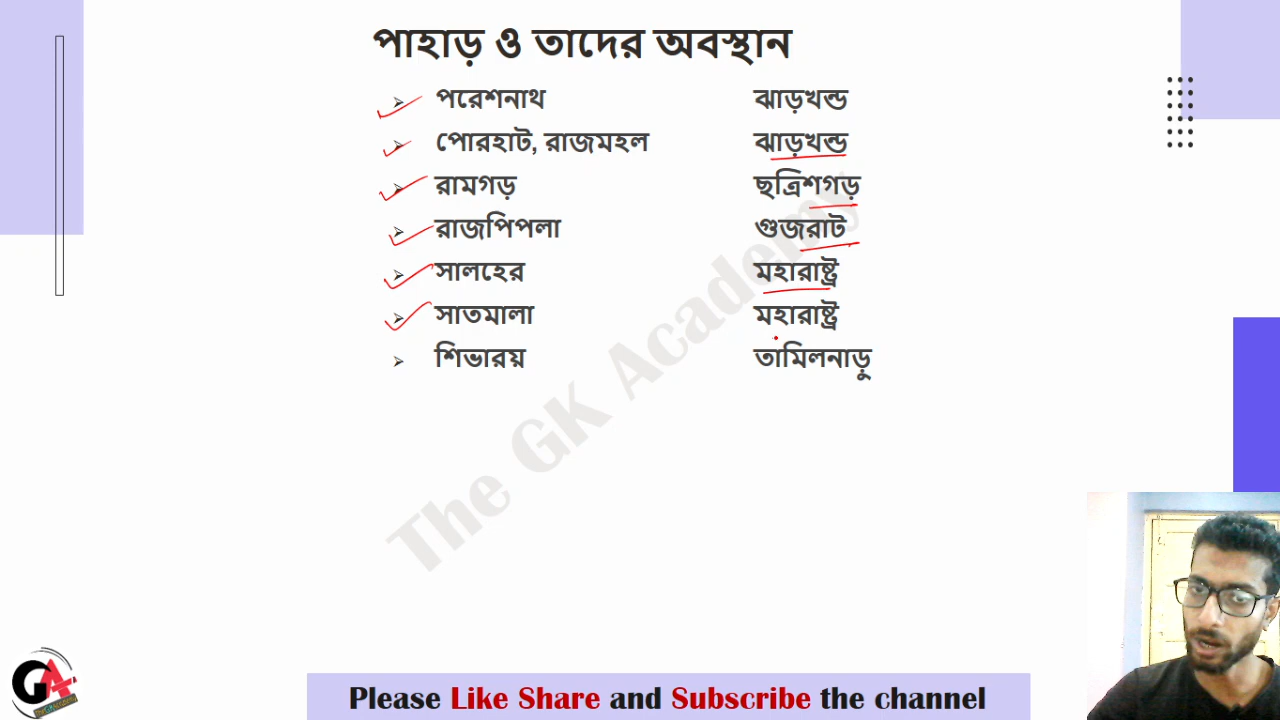 পাহাড় ও তাদের অবস্থান
পরেশনাথ ঝাড়খন্ড
পোরহাট, রাজমহল ঝাড়খন্ড
রামগড় ছত্রিশগড়
রাজপিপলা গুজরাট
সালহের মহারাষ্ট্র
সাতমালা মহারাষ্ট্র
শিভারয় তামিলনাড়ু
The GK Academy
GA
Please Like Share and Subscribe the channel